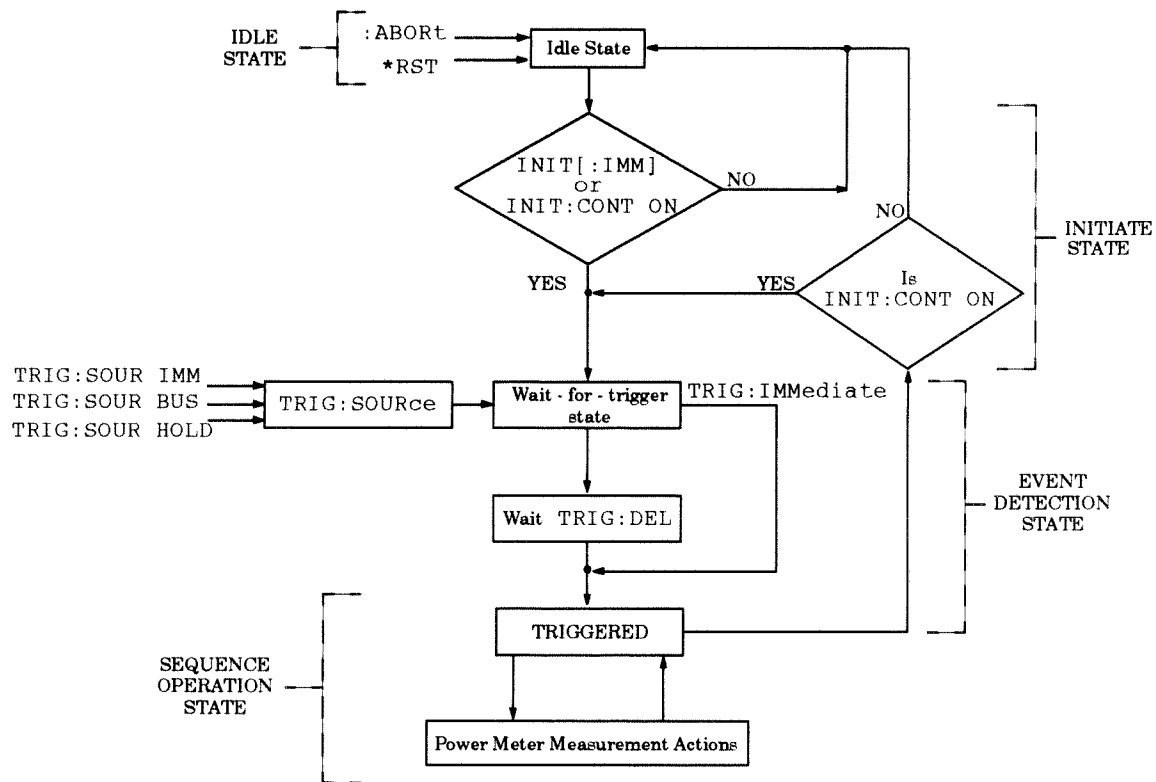 IDLE
STATE
:ABORt
*RST
Idle State
INIT[:IMM]
or
INIT:CONT ON
NO
YES
NO
YES
Is
INIT:CONT ON
INITIATE
STATE
TRIG:SOUR IMM
TRIG:SOUR BUS
TRIG:SOUR HOLD
TRIG:SOURce
Wait - for - trigger
state
TRIG:IMMediate
Wait TRIG:DEL
EVENT
DETECTION
STATE
TRIGGERED
SEQUENCE
OPERATION
STATE
Power Meter Measurement Actions